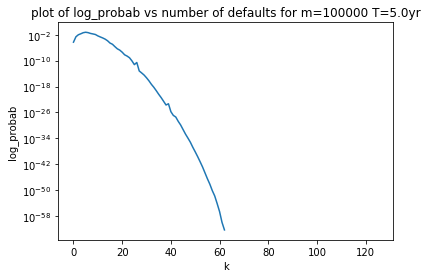 plot of log_probab vs number of defaults for m=100000 T=5.0yr
10⁻²
10⁻¹⁰
10⁻¹⁸
10⁻²⁶
10⁻³⁴
10⁻⁴²
10⁻⁵⁰
10⁻⁵⁸
log_probab
0 20 40 60 80 100 120
k